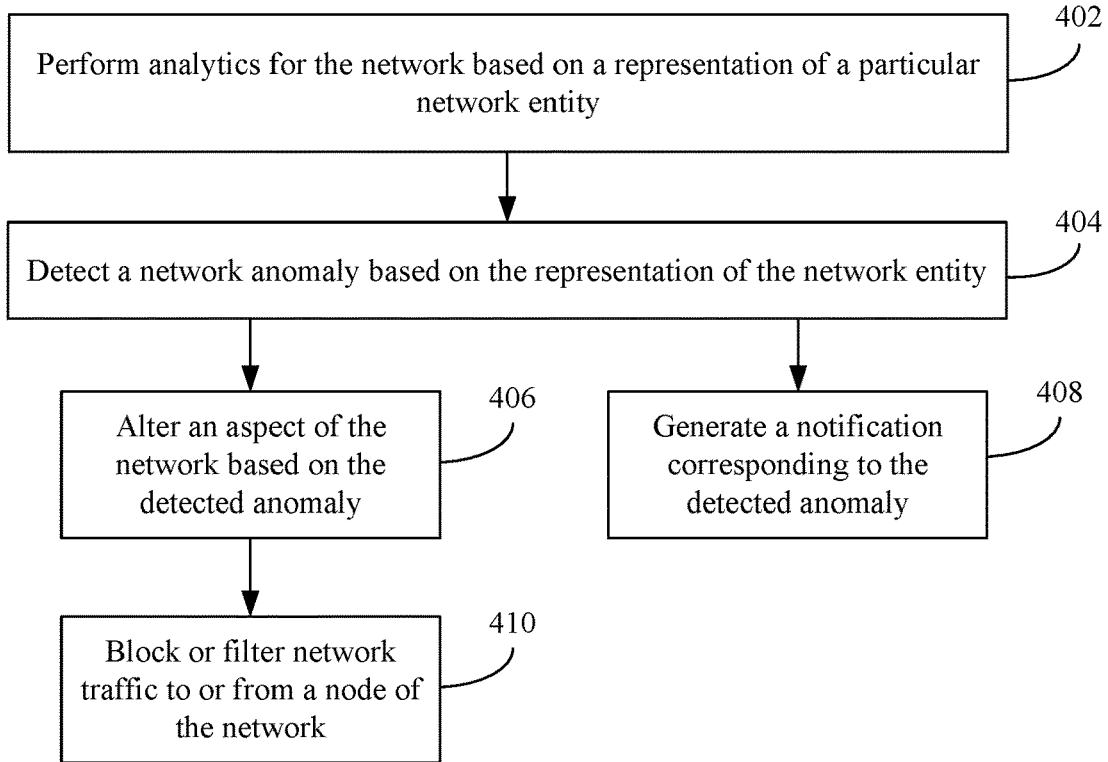 402
Perform analytics for the network based on a representation of a particular
network entity
404
Detect a network anomaly based on the representation of the network entity
406
Alter an aspect of the
network based on the
detected anomaly
408
Generate a notification
corresponding to the
detected anomaly
410
Block or filter network
traffic to or from a node of
the network